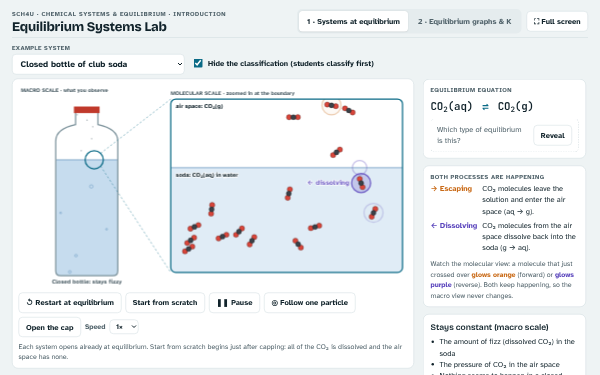 SCH4U · CHEMICAL SYSTEMS & EQUILIBRIUM · INTRODUCTION
Equilibrium Systems Lab
1 · Systems at equilibrium
2 · Equilibrium graphs & K
⛶ Full screen
EXAMPLE SYSTEM
Closed bottle of club soda
Hide the classification (students classify first)
MACRO SCALE - what you observe
MOLECULAR SCALE - zoomed in at the boundary
air space: CO₂(g)
soda: CO₂(aq) in water
← dissolving
Closed bottle: stays fizzy
↺ Restart at equilibrium
Start from scratch
❚❚ Pause
◎ Follow one particle
Open the cap
Speed
1×
Each system opens already at equilibrium. Start from scratch begins just after capping: all of the CO₂ is dissolved and the air
space has none.
EQUILIBRIUM EQUATION
CO₂(aq) ⇌ CO₂(g)
Which type of equilibrium
is this?
Reveal
BOTH PROCESSES ARE HAPPENING
→ Escaping
CO₂ molecules leave the
solution and enter the air
space (aq → g).
← Dissolving
CO₂ molecules from the air
space dissolve back into the
soda (g → aq).
Watch the molecular view: a molecule that just
crossed over glows orange (forward) or glows
purple (reverse). Both keep happening, so the
macro view never changes.
Stays constant (macro scale)
• The amount of fizz (dissolved CO₂) in the
soda
• The pressure of CO₂ in the air space